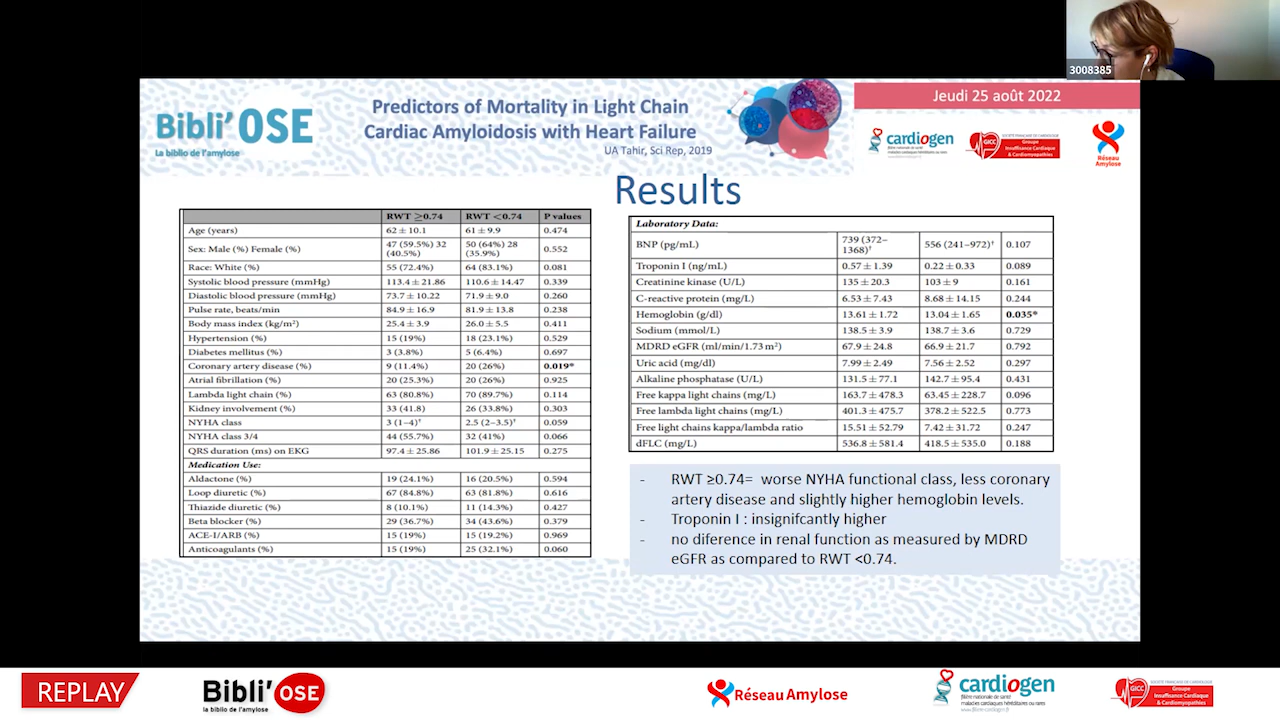 3008385
Bibli'OSE
La biblio de l'amylose
Predictors of Mortality in Light Chain
Cardiac Amyloidosis with Heart Failure
UA Tahir, Sci Rep, 2019
Jeudi 25 août 2022
cardiogen
GICC
Groupe
Insuffisance Cardiaque
& Cardiomyopathies
Réseau
Amylose
Results
RWT ≥0.74 RWT <0.74 P values
Age (years) 62 ± 10.1 61 ± 9.9 0.474
Sex: Male (%) Female (%) 47 (59.5%) 32 (40.5%) 50 (64%) 28 (35.9%) 0.552
Race: White (%) 55 (72.4%) 64 (83.1%) 0.081
Systolic blood pressure (mmHg) 113.4 ± 21.86 110.6 ± 14.47 0.339
Diastolic blood pressure (mmHg) 73.7 ± 10.22 71.9 ± 9.0 0.260
Pulse rate, beats/min 84.9 ± 16.9 81.9 ± 13.8 0.238
Body mass index (kg/m²) 25.4 ± 3.9 26.0 ± 5.5 0.411
Hypertension (%) 15 (19%) 18 (23.1%) 0.529
Diabetes mellitus (%) 3 (3.8%) 5 (6.4%) 0.697
Coronary artery disease (%) 9 (11.4%) 20 (26%) 0.019*
Atrial fibrillation (%) 20 (25.3%) 20 (26%) 0.925
Lambda light chain (%) 63 (80.8%) 70 (89.7%) 0.114
Kidney involvement (%) 33 (41.8) 26 (33.8%) 0.303
NYHA class 3 (1–4)† 2.5 (2–3.5)† 0.059
NYHA class 3/4 44 (55.7%) 32 (41%) 0.066
QRS duration (ms) on EKG 97.4 ± 25.86 101.9 ± 25.15 0.275
Medication Use:
Aldactone (%) 19 (24.1%) 16 (20.5%) 0.594
Loop diuretic (%) 67 (84.8%) 63 (81.8%) 0.616
Thiazide diuretic (%) 8 (10.1%) 11 (14.3%) 0.427
Beta blocker (%) 29 (36.7%) 34 (43.6%) 0.379
ACE-I/ARB (%) 15 (19%) 15 (19.2%) 0.969
Anticoagulants (%) 15 (19%) 25 (32.1%) 0.060
Laboratory Data:
BNP (pg/mL) 739 (372–1368)† 556 (241–972)† 0.107
Troponin I (ng/mL) 0.57 ± 1.39 0.22 ± 0.33 0.089
Creatinine kinase (U/L) 135 ± 20.3 103 ± 9 0.161
C-reactive protein (mg/L) 6.53 ± 7.43 8.68 ± 14.15 0.244
Hemoglobin (g/dl) 13.61 ± 1.72 13.04 ± 1.65 0.035*
Sodium (mmol/L) 138.5 ± 3.9 138.7 ± 3.6 0.729
MDRD eGFR (ml/min/1.73 m²) 67.9 ± 24.8 66.9 ± 21.7 0.792
Uric acid (mg/dl) 7.99 ± 2.49 7.56 ± 2.52 0.297
Alkaline phosphatase (U/L) 131.5 ± 77.1 142.7 ± 95.4 0.431
Free kappa light chains (mg/L) 163.7 ± 478.3 63.45 ± 228.7 0.096
Free lambda light chains (mg/L) 401.3 ± 475.7 378.2 ± 522.5 0.773
Free light chains kappa/lambda ratio 15.51 ± 52.79 7.42 ± 31.72 0.247
dFLC (mg/L) 536.8 ± 581.4 418.5 ± 535.0 0.188
- RWT ≥0.74= worse NYHA functional class, less coronary
artery disease and slightly higher hemoglobin levels.
- Troponin I : insignifcantly higher
- no diference in renal function as measured by MDRD
eGFR as compared to RWT <0.74.
REPLAY
Bibli'OSE
la biblio de l'amylose
Réseau Amylose
cardiogen
filière nationale de santé
maladies cardiaques héréditaires ou rares
GICC
SOCIÉTÉ FRANÇAISE DE CARDIOLOGIE
Groupe
Insuffisance Cardiaque
& Cardiomyopathies